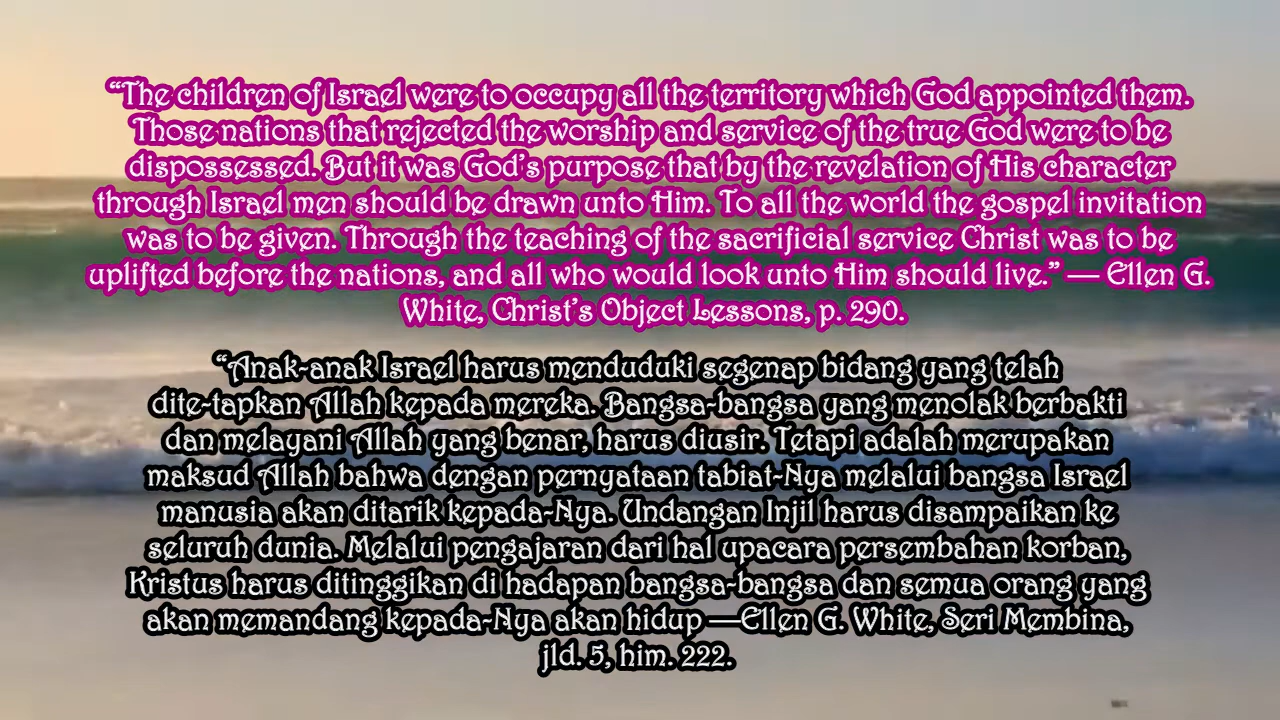 “The children of Israel were to occupy all the territory which God appointed them.
Those nations that rejected the worship and service of the true God were to be
dispossessed. But it was God’s purpose that by the revelation of His character
through Israel men should be drawn unto Him. To all the world the gospel invitation
was to be given. Through the teaching of the sacrificial service Christ was to be
uplifted before the nations, and all who would look unto Him should live.” — Ellen G.
White, Christ’s Object Lessons, p. 290.
“Anak-anak Israel harus menduduki segenap bidang yang telah
dite-tapkan Allah kepada mereka. Bangsa-bangsa yang menolak berbakti
dan melayani Allah yang benar, harus diusir. Tetapi adalah merupakan
maksud Allah bahwa dengan pernyataan tabiat-Nya melalui bangsa Israel
manusia akan ditarik kepada-Nya. Undangan Injil harus disampaikan ke
seluruh dunia. Melalui pengajaran dari hal upacara persembahan korban,
Kristus harus ditinggikan di hadapan bangsa-bangsa dan semua orang yang
akan memandang kepada-Nya akan hidup —Ellen G. White, Seri Membina,
jld. 5, him. 222.